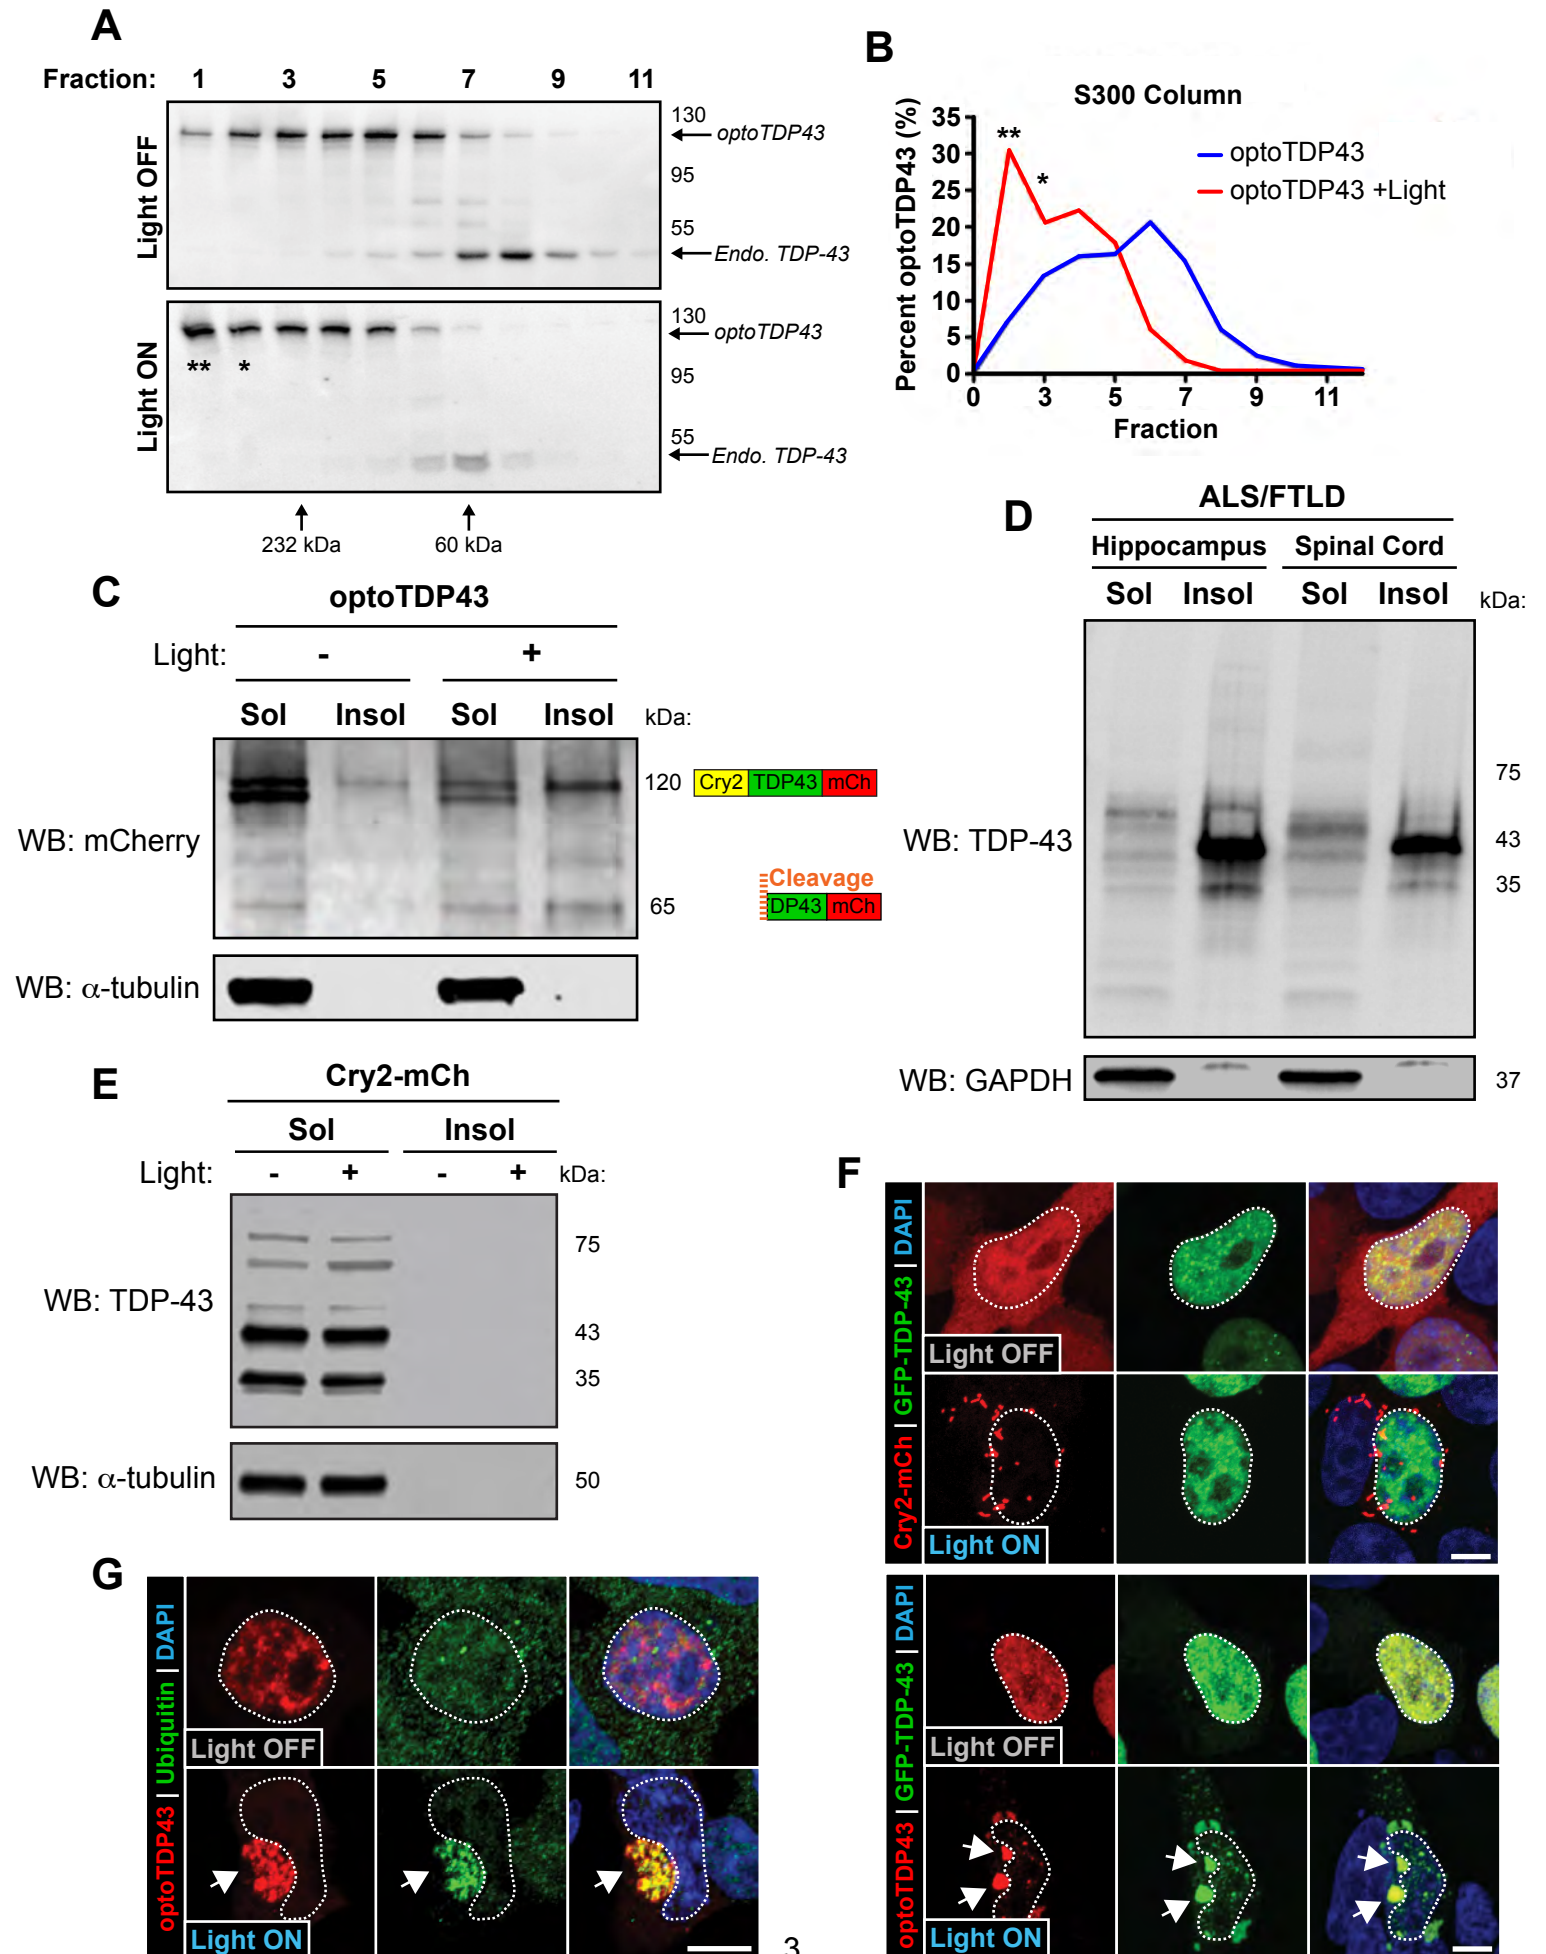 A
Fraction: 1 3 5 7 9 11
Light OFF
130
optoTDP43
95
55
Endo. TDP-43
Light ON
130
optoTDP43
** *
95
55
Endo. TDP-43
232 kDa 60 kDa
B
S300 Column
Percent optoTDP43 (%)
35
30
25
20
15
10
5
0
**
*
optoTDP43
optoTDP43 +Light
0 3 5 7 9 11
Fraction
C
optoTDP43
Light: - +
Sol Insol Sol Insol kDa:
WB: mCherry
120 Cry2 TDP43 mCh
Cleavage
65 DP43 mCh
WB: α-tubulin
D
ALS/FTLD
Hippocampus Spinal Cord
Sol Insol Sol Insol kDa:
WB: TDP-43
75
43
35
WB: GAPDH 37
E
Cry2-mCh
Sol Insol
Light: - + - + kDa:
WB: TDP-43
75
43
35
WB: α-tubulin 50
F
Cry2-mCh | GFP-TDP-43 | DAPI
Light OFF
Light ON
optoTDP43 | GFP-TDP-43 | DAPI
Light OFF
Light ON
G
optoTDP43 | Ubiquitin | DAPI
Light OFF
Light ON
3